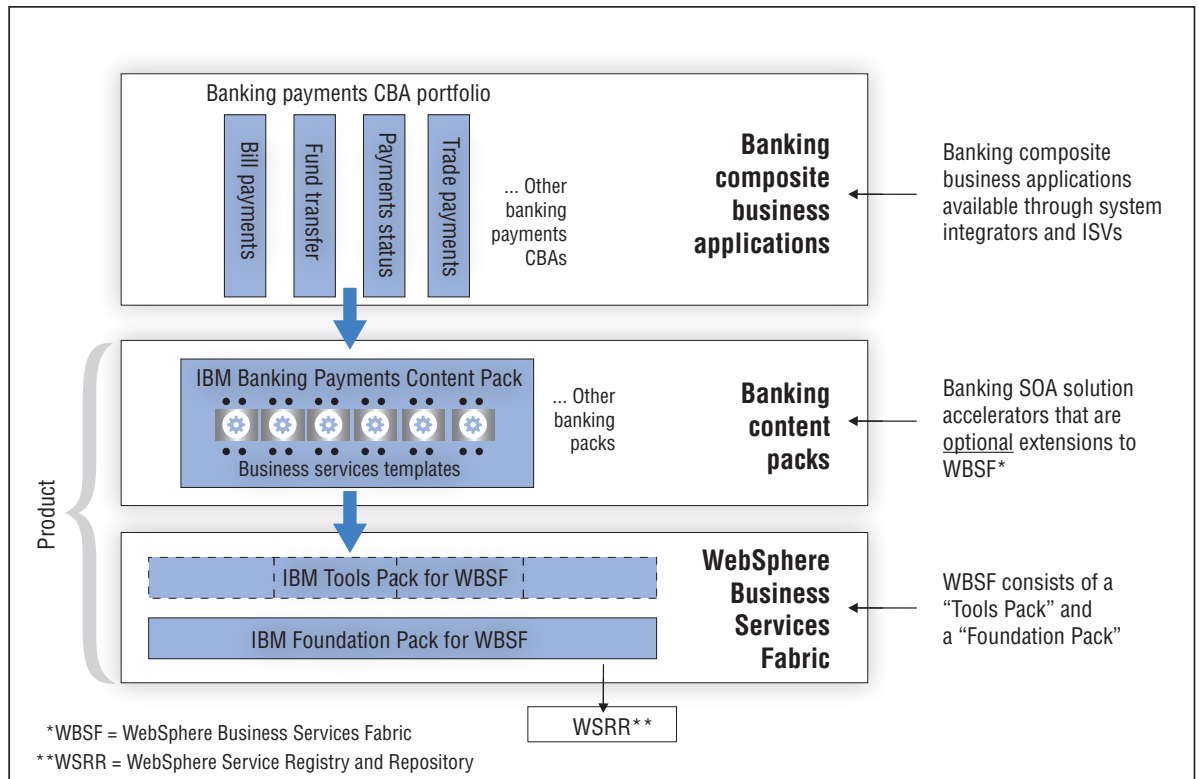 Banking payments CBA portfolio
Bill payments
Fund transfer
Payments status
Trade payments
... Other
banking
payments
CBAs
Banking
composite
business
applications
Banking composite
business applications
available through system
integrators and ISVs
Product
IBM Banking Payments Content Pack
Business services templates
... Other
banking
packs
Banking
content
packs
Banking SOA solution
accelerators that are
optional extensions to
WBSF*
IBM Tools Pack for WBSF
IBM Foundation Pack for WBSF
WebSphere
Business
Services
Fabric
WBSF consists of a
“Tools Pack” and
a “Foundation Pack”
WSRR**
*WBSF = WebSphere Business Services Fabric
**WSRR = WebSphere Service Registry and Repository